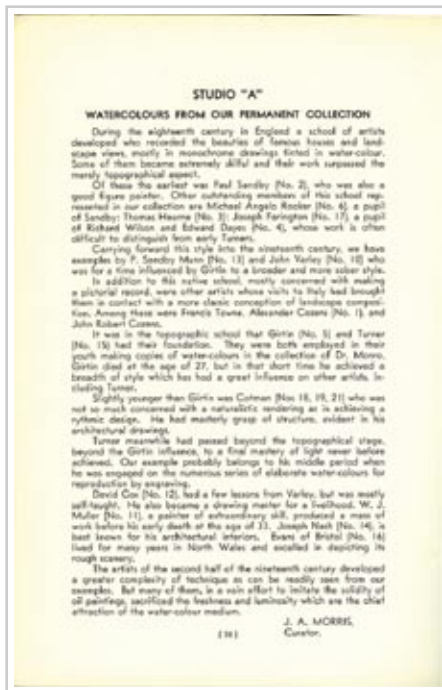 STUDIO "A"
WATERCOLOURS FROM OUR PERMANENT COLLECTION
During the eighteenth century in England a school of artists
developed who recorded the beauties of famous houses and land-
scape views, mostly in monochrome drawings tinted in water-colour.
Some of them became extremely skilful and their work surpassed the
merely topographical aspect.
Of these the earliest was Paul Sandby (No. 2), who was also a
good figure painter. Other outstanding members of this school rep-
resented in our collection are Michael Angelo Rooker (No. 6), a pupil
of Sandby; Thomas Hearne (No. 3); Joseph Farington (No. 17), a pupil
of Richard Wilson and Edward Dayes (No. 4), whose work is often
difficult to distinguish from early Turners.
Carrying forward this style into the nineteenth century, we have
examples by P. Sandby Munn (No. 13) and John Varley (No. 10) who
was for a time influenced by Girtin to a broader and more sober style.
In addition to this native school, mostly concerned with making
a pictorial record, were other artists whose visits to Italy had brought
them in contact with a more classic conception of landscape composi-
tion. Among these were Francis Towne, Alexander Cozens (No. 1), and
John Robert Cozens.
It was in the topographic school that Girtin (No. 5) and Turner
(No. 15) had their foundation. They were both employed in their
youth making copies of water-colours in the collection of Dr. Monro.
Girtin died at the age of 27, but in that short time he achieved a
breadth of style which has had a great influence on other artists, in-
cluding Turner.
Slightly younger than Girtin was Cotman (Nos 18, 19, 21) who was
not so much concerned with a naturalistic rendering as in achieving a
rythmic design. He had masterly grasp of structure, evident in his
architectural drawings.
Turner meanwhile had passed beyond the topographical stage,
beyond the Girtin influence, to a final mastery of light never before
achieved. Our example probably belongs to his middle period when
he was engaged on the numerous series of elaborate water-colours for
reproduction by engraving.
David Cox (No. 12), had a few lessons from Varley, but was mostly
self-taught. He also became a drawing master for a livelihood. W. J.
Muller (No. 11), a painter of extraordinary skill, produced a mass of
work before his early death at the age of 33. Joseph Nash (No. 14), is
best known for his architectural interiors. Evans of Bristol (No. 16)
lived for many years in North Wales and excelled in depicting its
rough scenery.
The artists of the second half of the nineteenth century developed
a greater complexity of technique as can be readily seen from our
examples. But many of them, in a vain effort to imitate the solidity of
oil paintings, sacrificed the freshness and luminosity which are the chief
attraction of the water-colour medium.
J. A. MORRIS,
Curator.